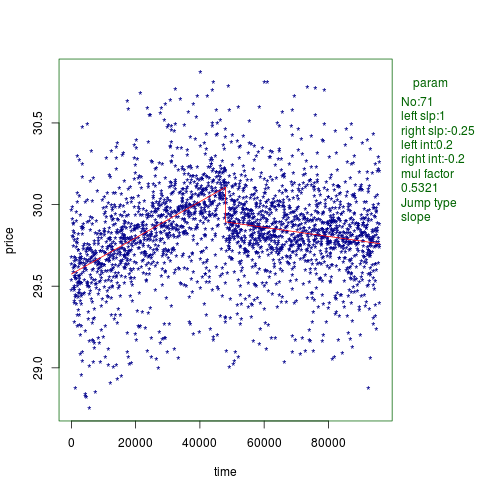 param
No:71
left slp:1
right slp:-0.25
left int:0.2
right int:-0.2
mul factor
0.5321
Jump type
slope
price
30.5
30.0
29.5
29.0
0 20000 40000 60000 80000
time